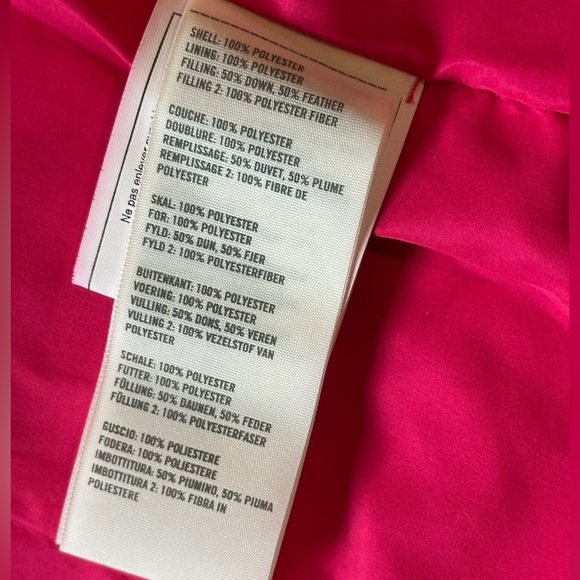 SHELL: 100% POLYESTER
LINING: 100% POLYESTER
FILLING: 50% DOWN, 50% FEATHER
FILLING 2: 100% POLYESTER FIBER
COUCHE: 100% POLYESTER
DOUBLURE: 100% POLYESTER
REMPLISSAGE: 50% DUVET, 50% PLUME
REMPLISSAGE 2: 100% FIBRE DE
POLYESTER
SKAL: 100% POLYESTER
FOR: 100% POLYESTER
FYLD: 50% DUN, 50% FJER
FYLD 2: 100% POLYESTERFIBER
BUITENKANT: 100% POLYESTER
VOERING: 100% POLYESTER
VULLING: 50% DONS, 50% VEREN
VULLING 2: 100% VEZELSTOF VAN
POLYESTER
SCHALE: 100% POLYESTER
FUTTER: 100% POLYESTER
FÜLLUNG: 50% DAUNEN, 50% FEDER
FÜLLUNG 2: 100% POLYESTERFASER
GUSCIO: 100% POLIESTERE
FODERA: 100% POLIESTERE
IMBOTTITURA: 50% PIUMINO, 50% PIUMA
IMBOTTITURA 2: 100% FIBRA IN
POLIESTERE
Ne pas enlever